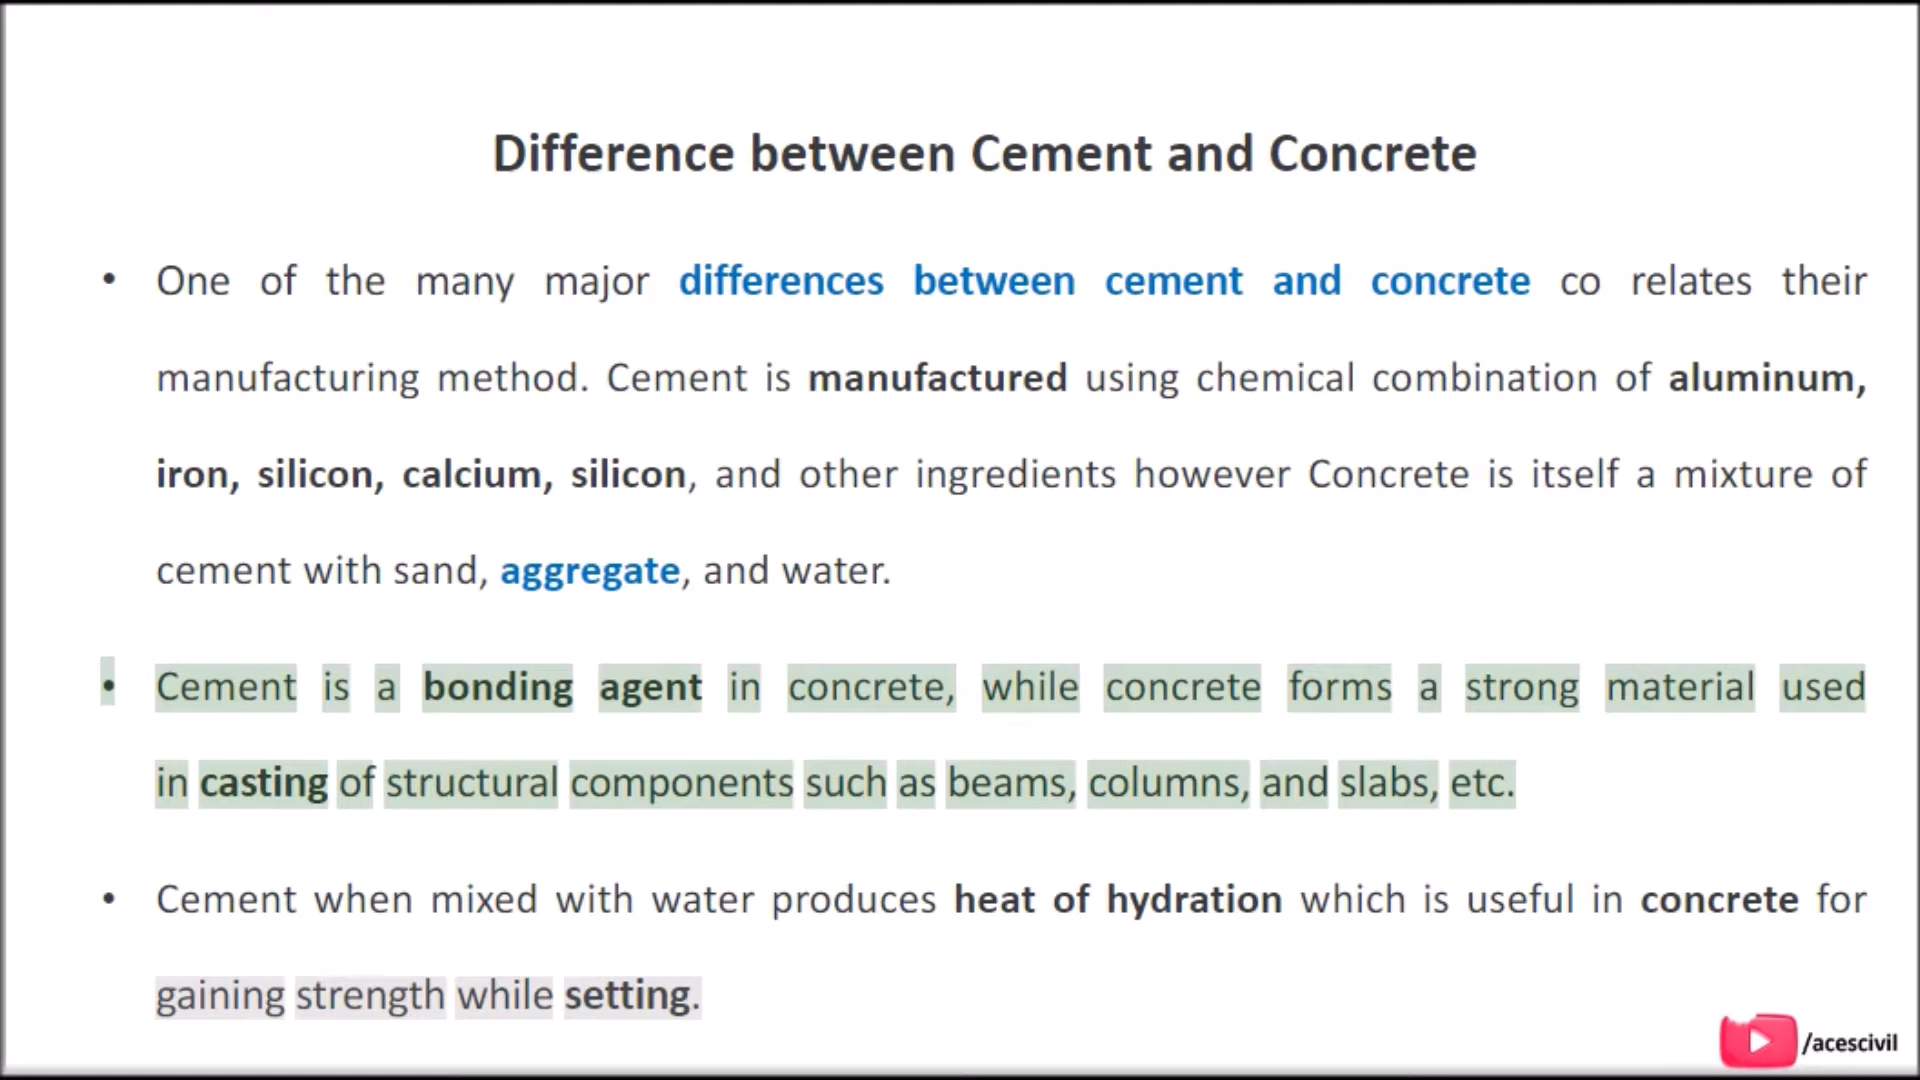 Difference between Cement and Concrete
• One of the many major differences between cement and concrete co relates their
manufacturing method. Cement is manufactured using chemical combination of aluminum,
iron, silicon, calcium, silicon, and other ingredients however Concrete is itself a mixture of
cement with sand, aggregate, and water.
• Cement is a bonding agent in concrete, while concrete forms a strong material used
in casting of structural components such as beams, columns, and slabs, etc.
• Cement when mixed with water produces heat of hydration which is useful in concrete for
gaining strength while setting.
/acescivil